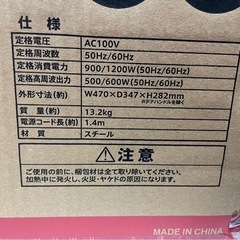 仕様
定格電圧 AC100V
定格周波数 50Hz/60Hz
定格消費電力 900/1200W(50Hz/60Hz)
定格高周波出力 500/600W(50Hz/60Hz)
外形寸法(約) W470×D347×H282mm
※ドアハンドルを除く
質量(約) 13.2kg
電源コード長(約) 1.4m
材質 スチール
⚠注意
ご使用の前に、梱包材は全て取り除いてください。
加熱中に発火し、火災・ヤケドの原因になります。
MADE IN CHINA